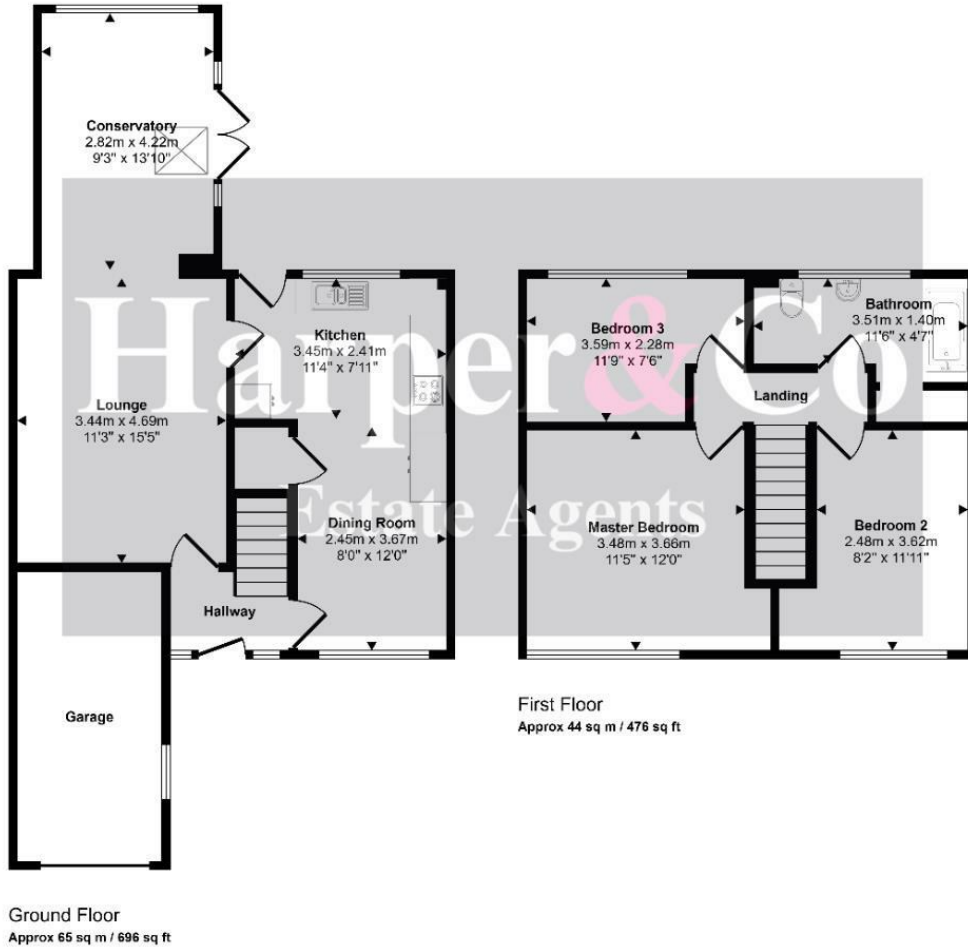 Conservatory
2.82m x 4.22m
9'3" x 13'10"
Harper&Co
Estate Agents
Kitchen
3.45m x 2.41m
11'4" x 7'11"
Lounge
3.44m x 4.69m
11'3" x 15'5"
Dining Room
2.45m x 3.67m
8'0" x 12'0"
Hallway
Garage
Ground Floor
Approx 65 sq m / 696 sq ft
Bedroom 3
3.59m x 2.28m
11'9" x 7'6"
Bathroom
3.51m x 1.40m
11'6" x 4'7"
Landing
Master Bedroom
3.48m x 3.66m
11'5" x 12'0"
Bedroom 2
2.48m x 3.62m
8'2" x 11'11"
First Floor
Approx 44 sq m / 476 sq ft